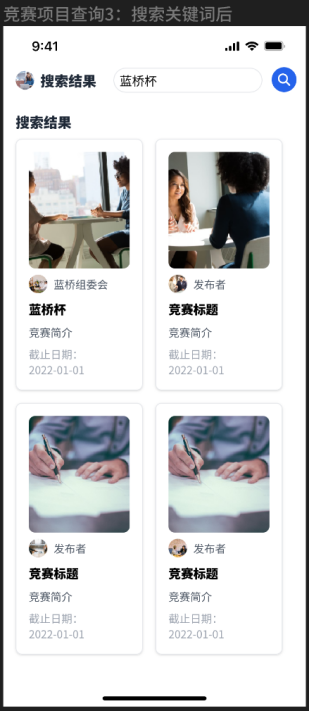 竞赛项目查询3：搜索关键词后
9:41
搜索结果 蓝桥杯
搜索结果
蓝桥组委会
蓝桥杯
竞赛简介
截止日期：
2022-01-01
发布者
竞赛标题
竞赛简介
截止日期：
2022-01-01
发布者
竞赛标题
竞赛简介
截止日期：
2022-01-01
发布者
竞赛标题
竞赛简介
截止日期：
2022-01-01